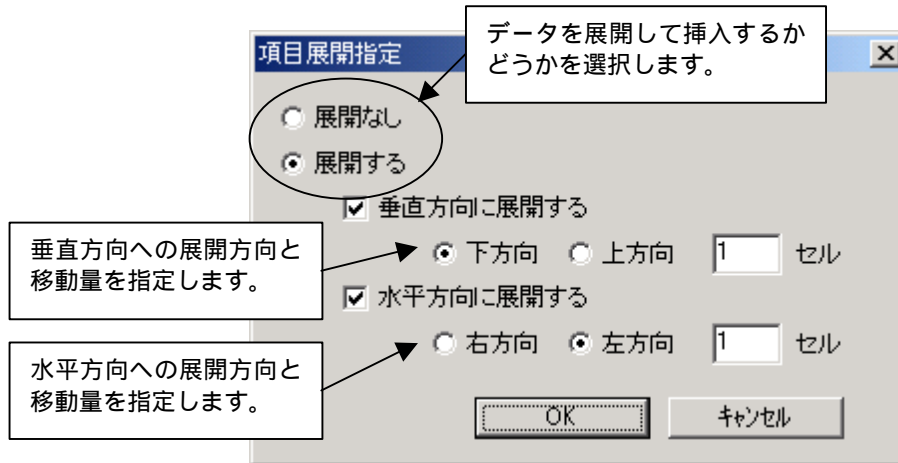 データを展開して挿入するか
どうかを選択します。
項目展開指定
展開なし
展開する
垂直方向に展開する
垂直方向への展開方向と
移動量を指定します。
下方向 上方向 1 セル
水平方向に展開する
右方向 左方向 1 セル
水平方向への展開方向と
移動量を指定します。
OK キャンセル